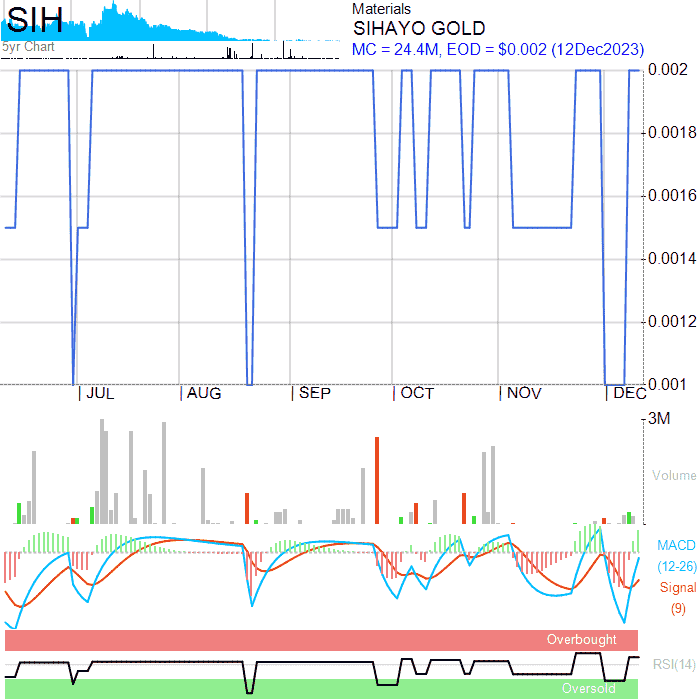 SIH
5yr Chart
Materials
SIHAYO GOLD
MC = 24.4M, EOD = $0.002 (12Dec2023)
0.002
0.0018
0.0016
0.0014
0.0012
0.001
JUL AUG SEP OCT NOV DEC
3M
Volume
MACD
(12-26)
Signal
(9)
Overbought
RSI(14)
Oversold